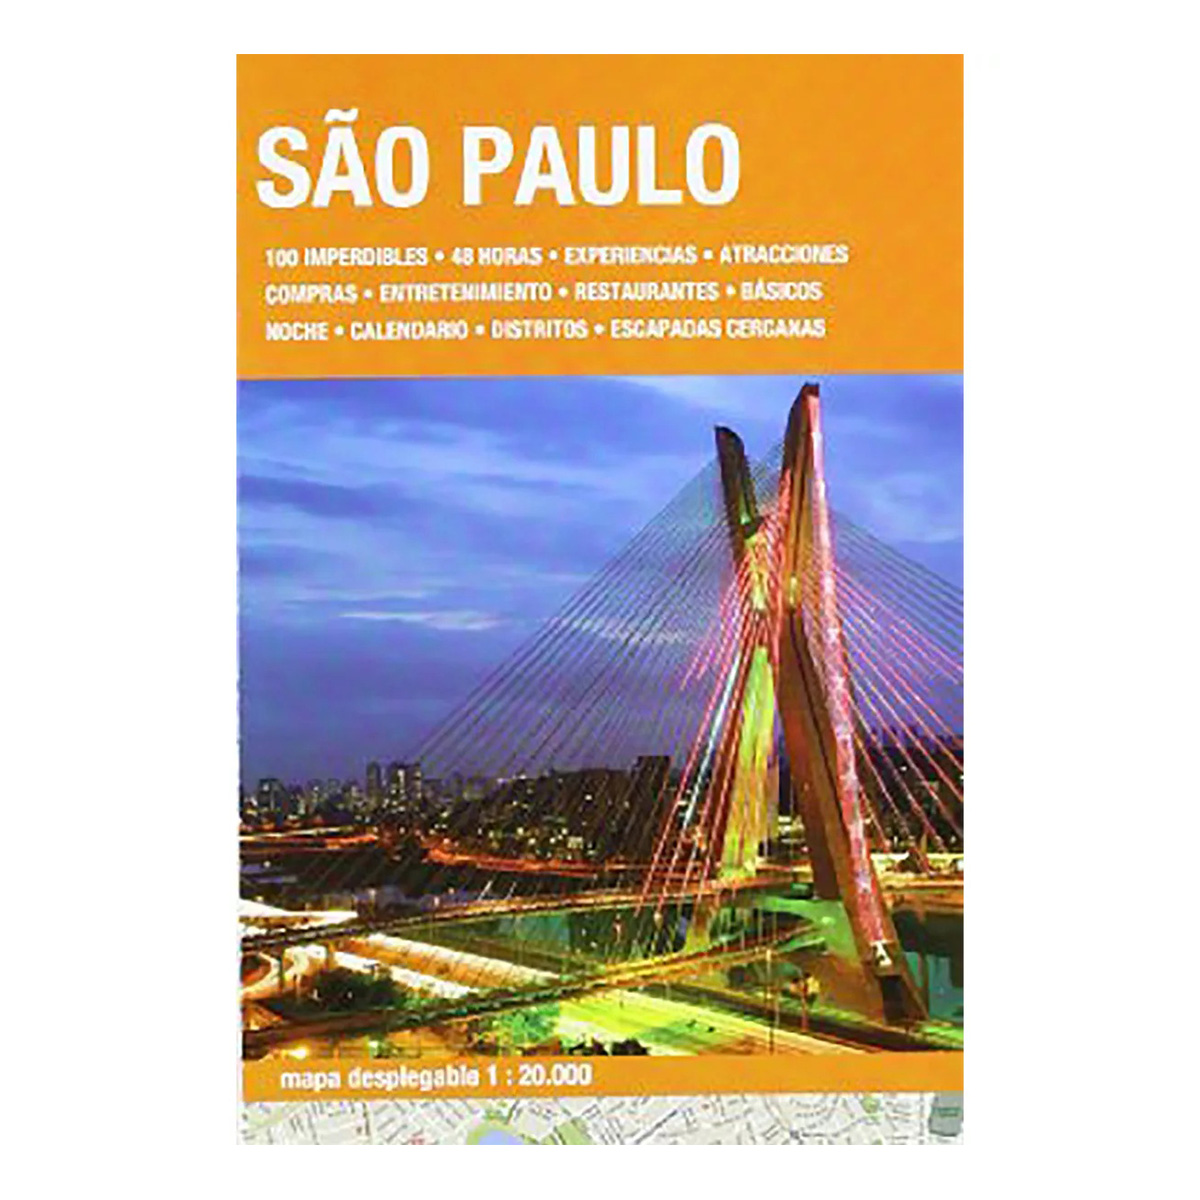 SÃO PAULO
100 IMPERDIBLES • 48 HORAS • EXPERIENCIAS • ATRACCIONES
COMPRAS • ENTRETENIMIENTO • RESTAURANTES • BÁSICOS
NOCHE • CALENDARIO • DISTRITOS • ESCAPADAS CERCANAS
mapa desplegable 1 : 20.000